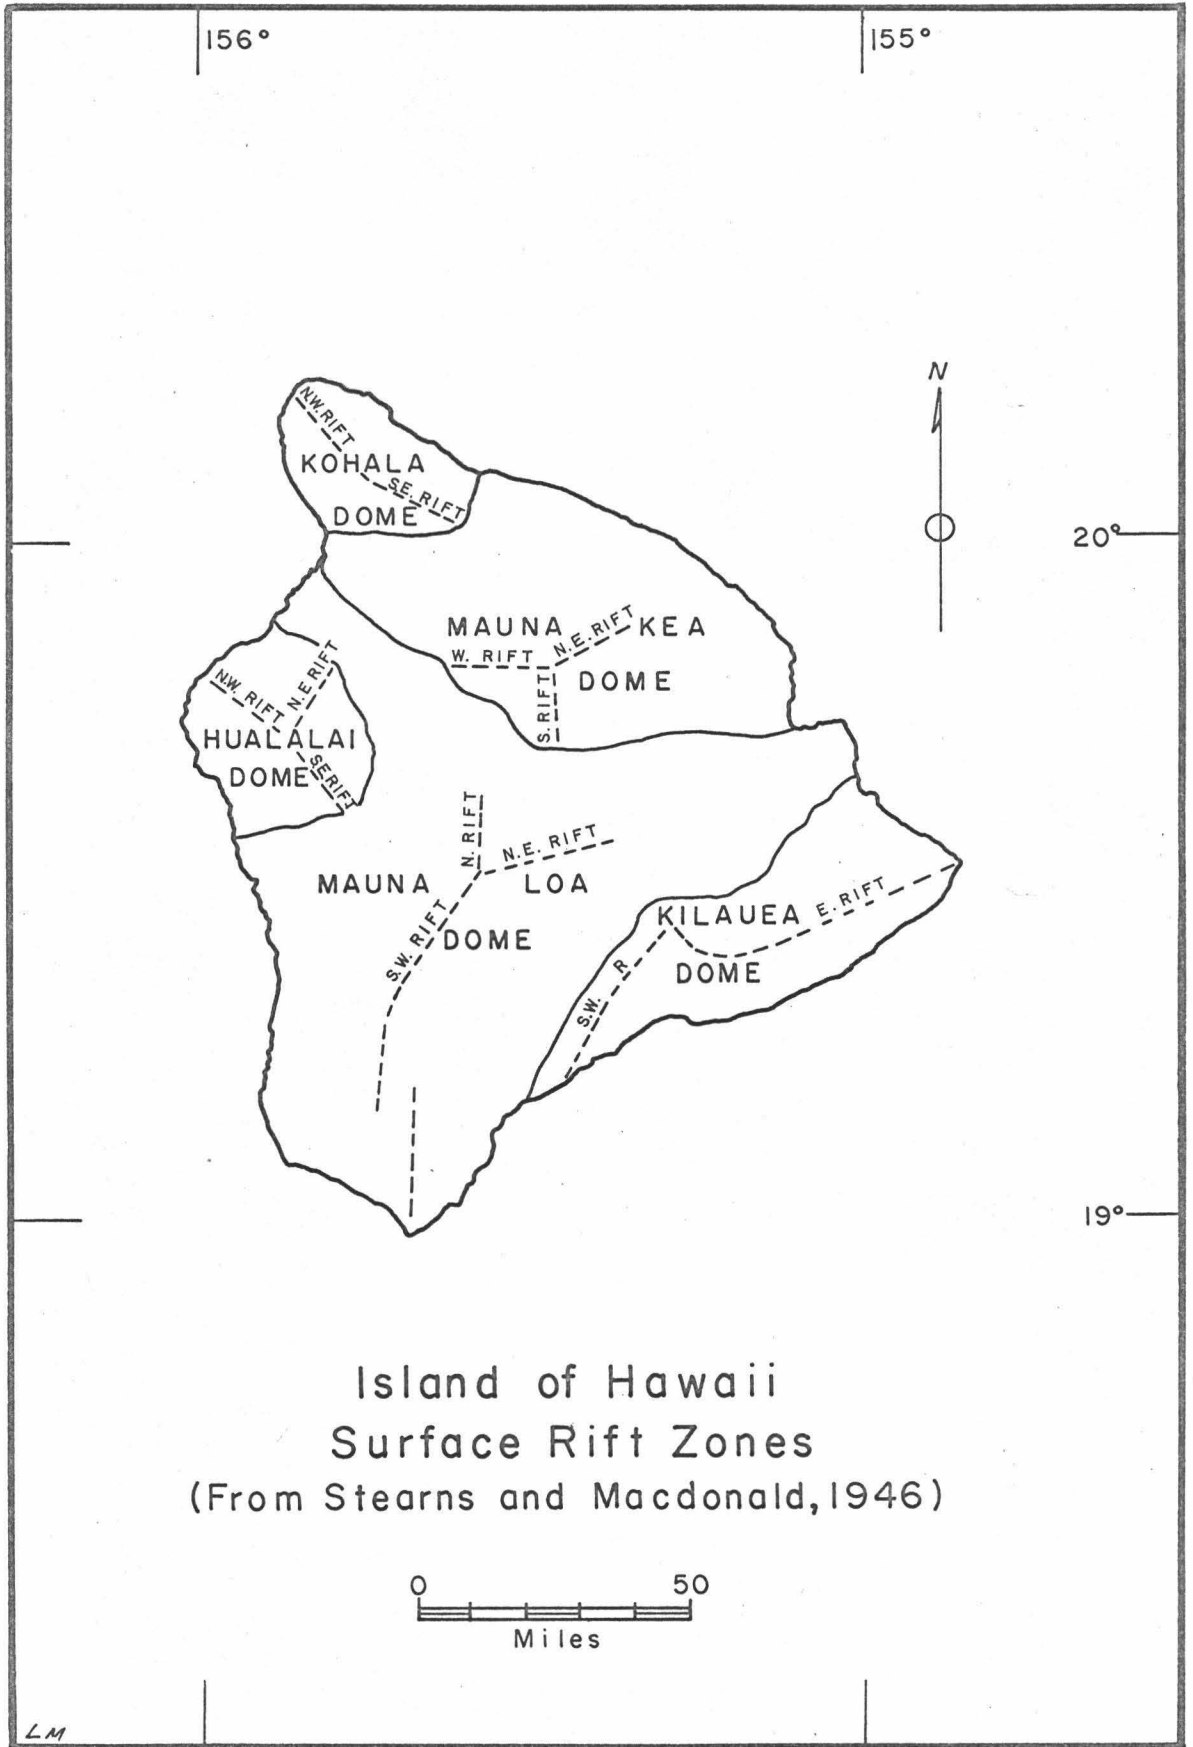 156°
155°
N
N.W. RIFT
KOHALA
S.E. RIFT
DOME
20°
MAUNA KEA
N.E. RIFT
W. RIFT
DOME
S. RIFT
N.E RIFT
N.W. RIFT
HUALALAI
DOME
SE RIFT
N. RIFT
N.E. RIFT
MAUNA LOA
S.W. RIFT
DOME
KILAUEA
E. RIFT
DOME
S.W. R
19°
Island of Hawaii
Surface Rift Zones
(From Stearns and Macdonald, 1946)
0 50
Miles
LM